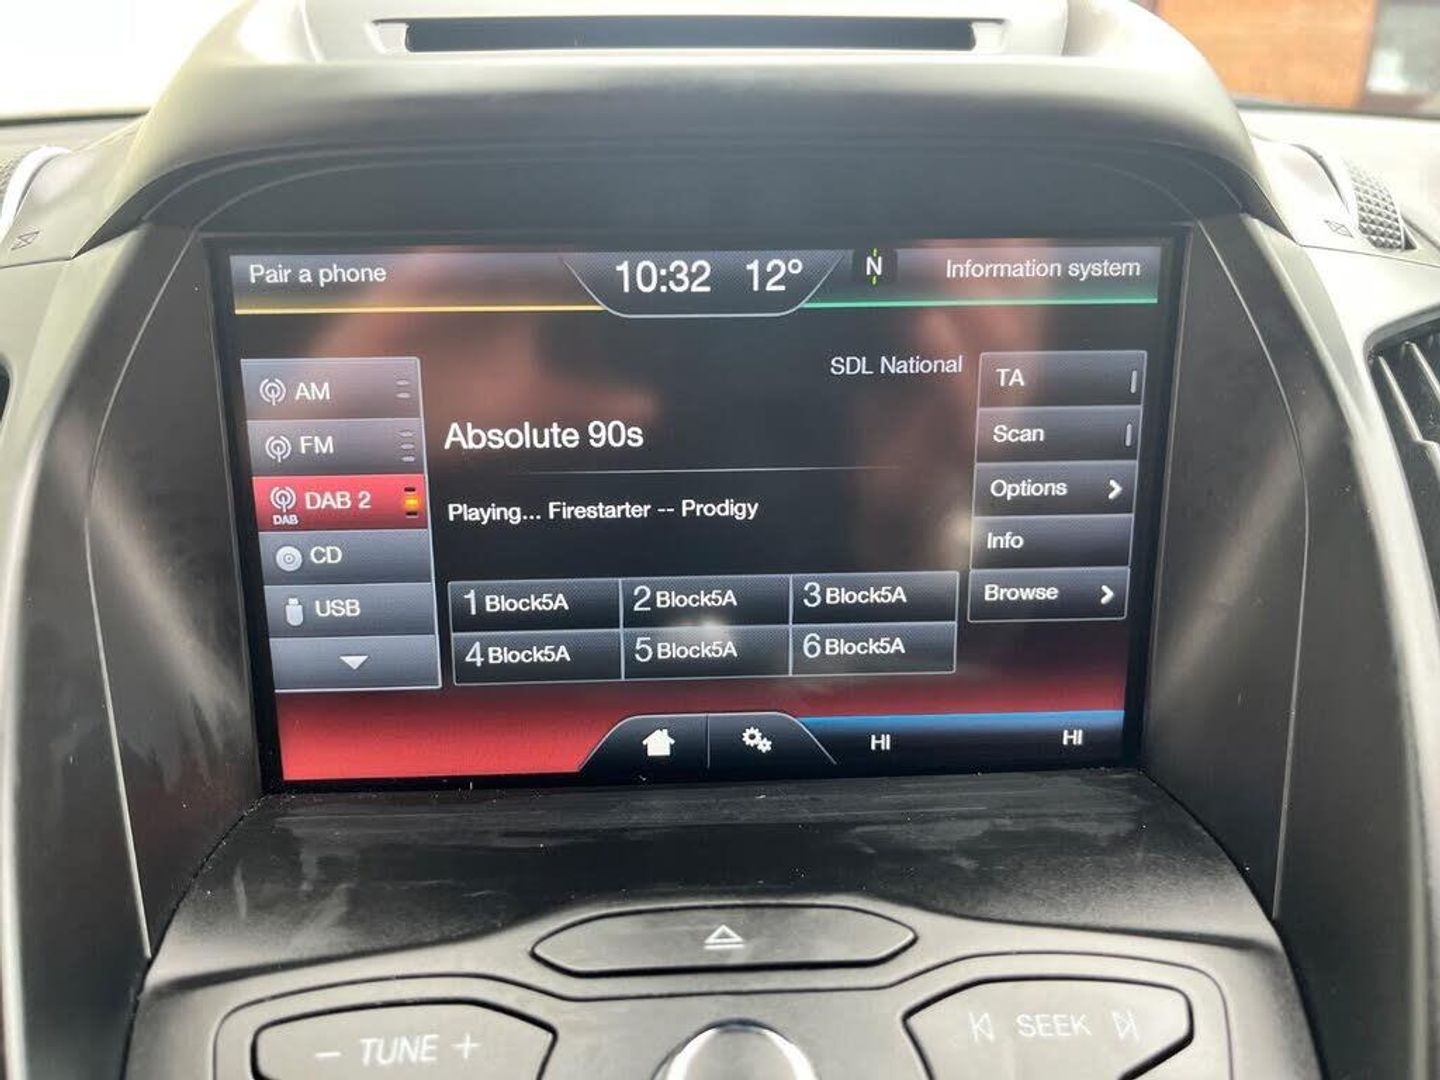 Pair a phone
10:32 12°
N
Information system
AM
FM
DAB DAB 2
CD
USB
SDL National
Absolute 90s
Playing... Firestarter -- Prodigy
1 Block5A
2 Block5A
3 Block5A
4 Block5A
5 Block5A
6 Block5A
TA
Scan
Options
Info
Browse
HI
HI
- TUNE +
SEEK